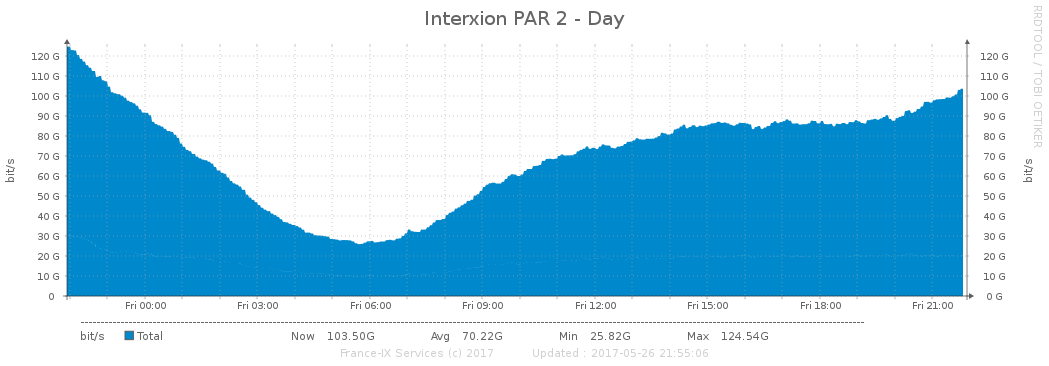 Interxion PAR 2 - Day
RRDTOOL / TOBI OETIKER
bit/s
120 G 120 G
110 G 110 G
100 G 100 G
90 G 90 G
80 G 80 G
70 G 70 G
60 G 60 G
50 G 50 G
40 G 40 G
30 G 30 G
20 G 20 G
10 G 10 G
0 0 G
bit/s
Fri 00:00 Fri 03:00 Fri 06:00 Fri 09:00 Fri 12:00 Fri 15:00 Fri 18:00 Fri 21:00
bit/s Total Now 103.50G Avg 70.22G Min 25.82G Max 124.54G
France-IX Services (c) 2017 Updated : 2017-05-26 21:55:06